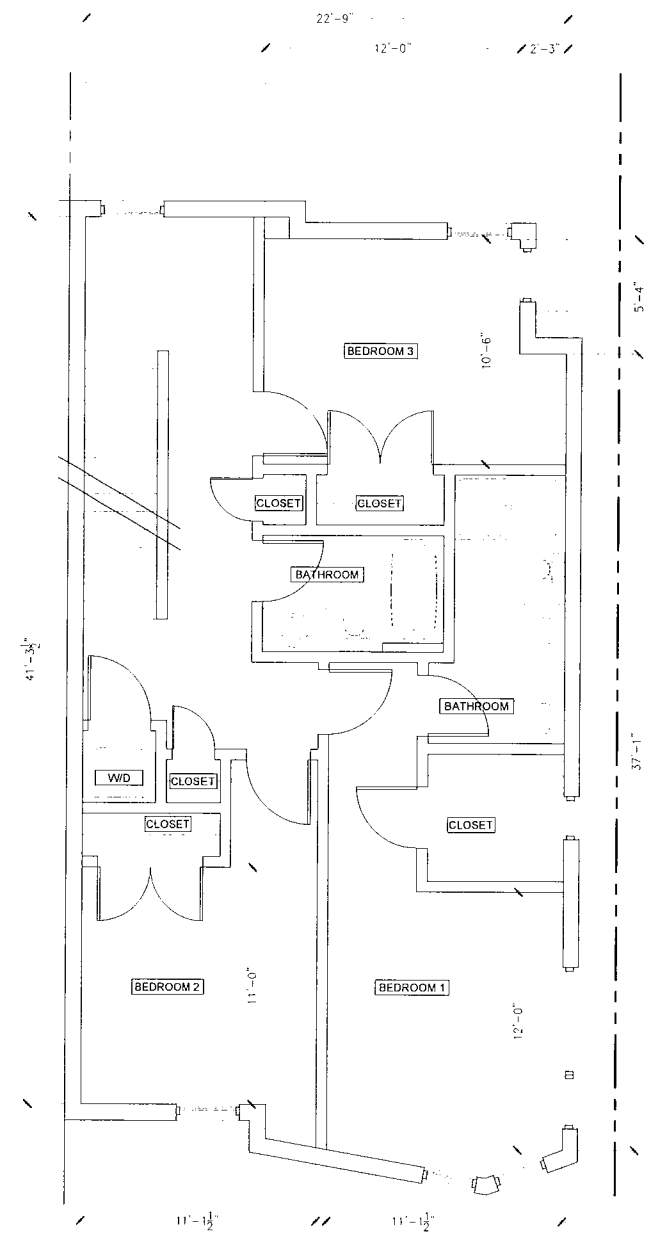 22'-9"
12'-0"
2'-3"
5'-4"
BEDROOM 3
10'-6"
CLOSET
CLOSET
BATHROOM
41'-3½"
BATHROOM
37'-1"
W/D
CLOSET
CLOSET
CLOSET
BEDROOM 2
11'-0"
BEDROOM 1
12'-0"
11'-1½"
11'-1½"